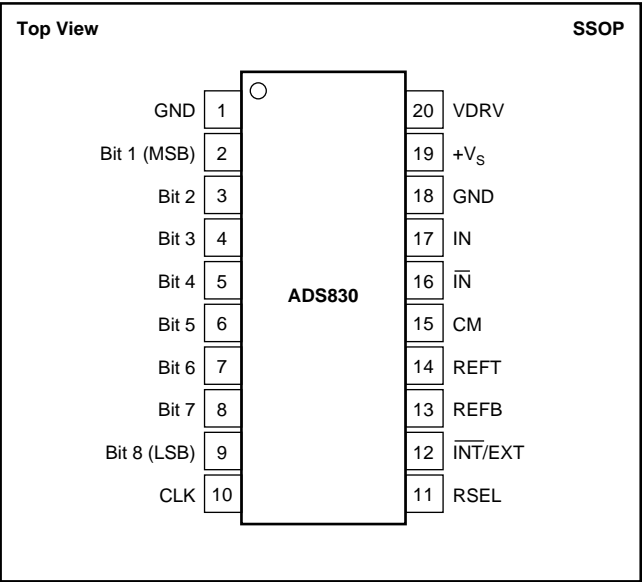 Top View SSOP
GND 1 20 VDRV
Bit 1 (MSB) 2 19 +VS
Bit 2 3 18 GND
Bit 3 4 17 IN
Bit 4 5 16 I̅N̅
ADS830
Bit 5 6 15 CM
Bit 6 7 14 REFT
Bit 7 8 13 REFB
Bit 8 (LSB) 9 12 I̅N̅T̅/EXT
CLK 10 11 RSEL